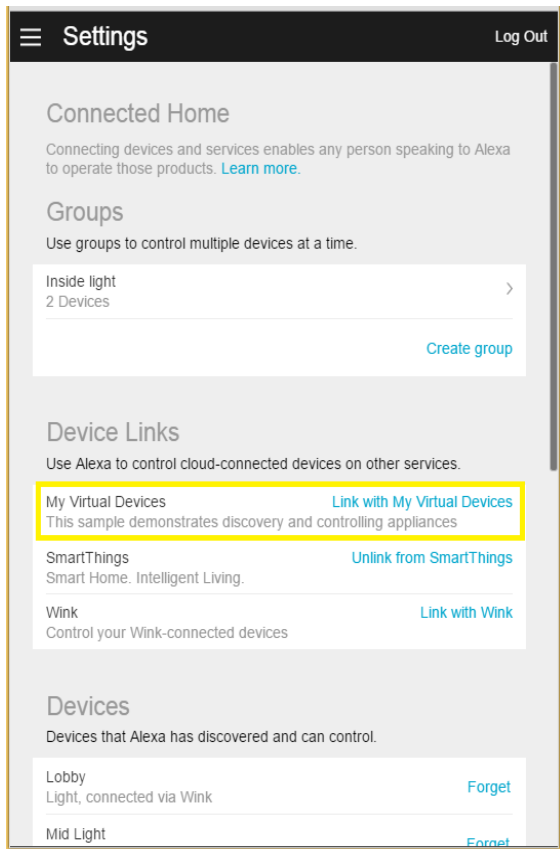 Settings
Log Out
Connected Home
Connecting devices and services enables any person speaking to Alexa
to operate those products. Learn more.
Groups
Use groups to control multiple devices at a time.
Inside light
2 Devices
Create group
Device Links
Use Alexa to control cloud-connected devices on other services.
My Virtual Devices
Link with My Virtual Devices
This sample demonstrates discovery and controlling appliances
SmartThings
Unlink from SmartThings
Smart Home. Intelligent Living.
Wink
Link with Wink
Control your Wink-connected devices
Devices
Devices that Alexa has discovered and can control.
Lobby
Forget
Light, connected via Wink
Mid Light
Forget